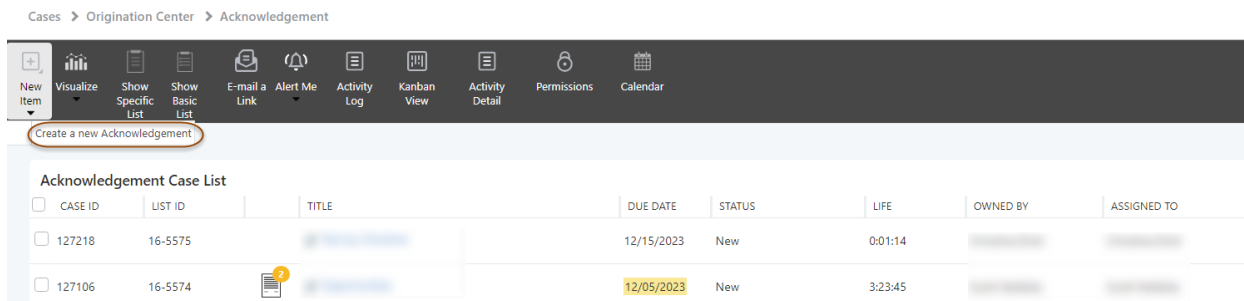 Cases > Origination Center > Acknowledgement
New Item
Visualize
Show Specific List
Show Basic List
E-mail a Link
Alert Me
Activity Log
Kanban View
Activity Detail
Permissions
Calendar
Create a new Acknowledgement
Acknowledgement Case List
CASE ID LIST ID TITLE DUE DATE STATUS LIFE OWNED BY ASSIGNED TO
127218 16-5575 12/15/2023 New 0:01:14
127106 16-5574 2 12/05/2023 New 3:23:45